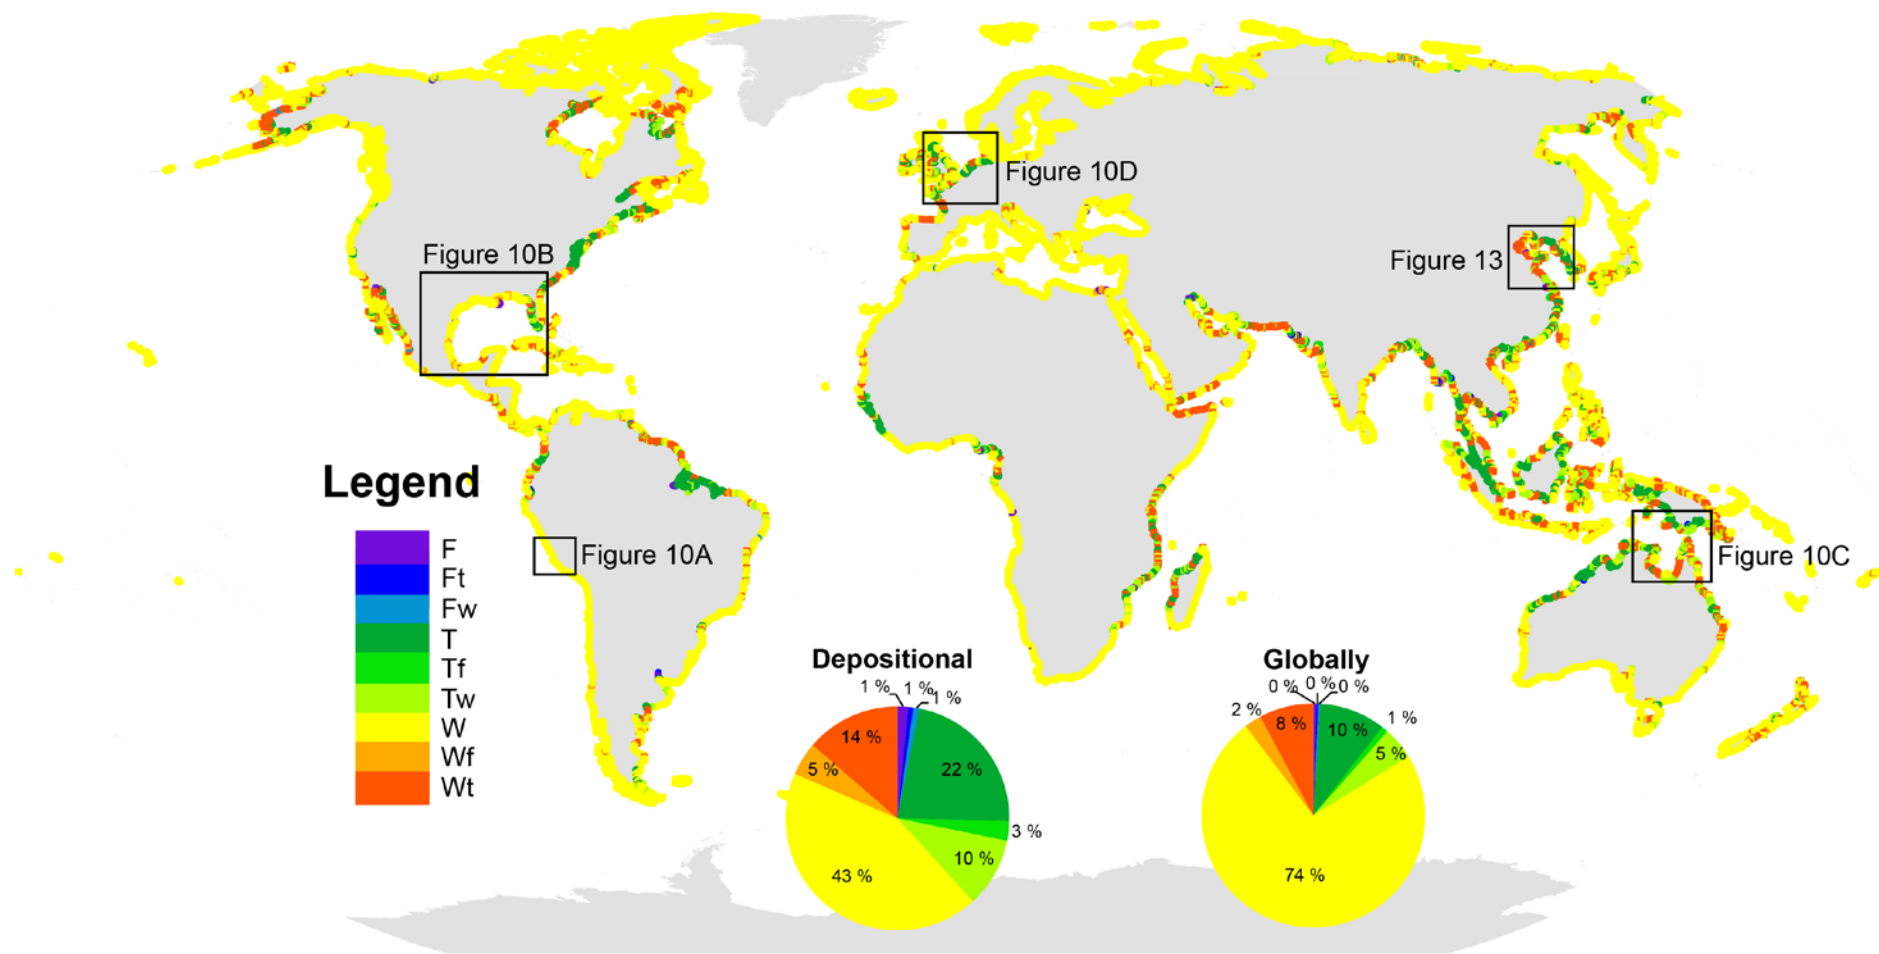 Figure 10D
Figure 10B
Figure 13
Legend
F
Ft
Fw
T
Tf
Tw
W
Wf
Wt
Figure 10A
Figure 10C
Depositional
1 % 1 % 1 %
14 %
22 %
5 %
3 %
10 %
43 %
Globally
0 % 0 % 0 %
2 %
8 %
10 %
1 %
5 %
74 %